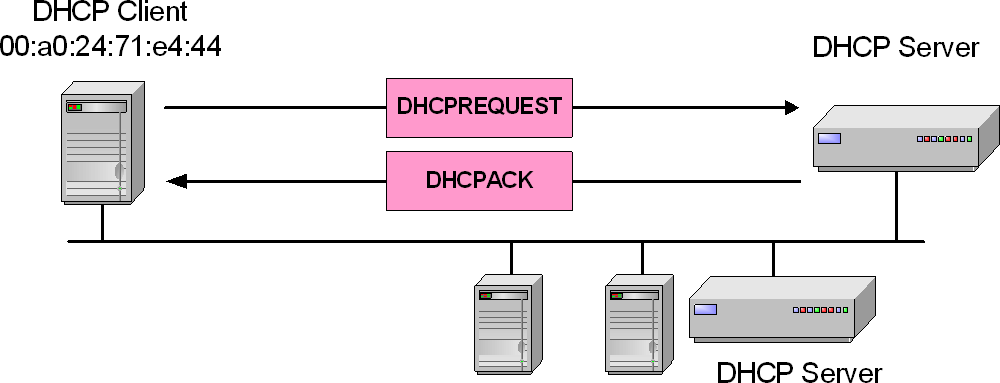 DHCP Client
00:a0:24:71:e4:44
DHCP Server
DHCPREQUEST
DHCPACK
DHCP Server